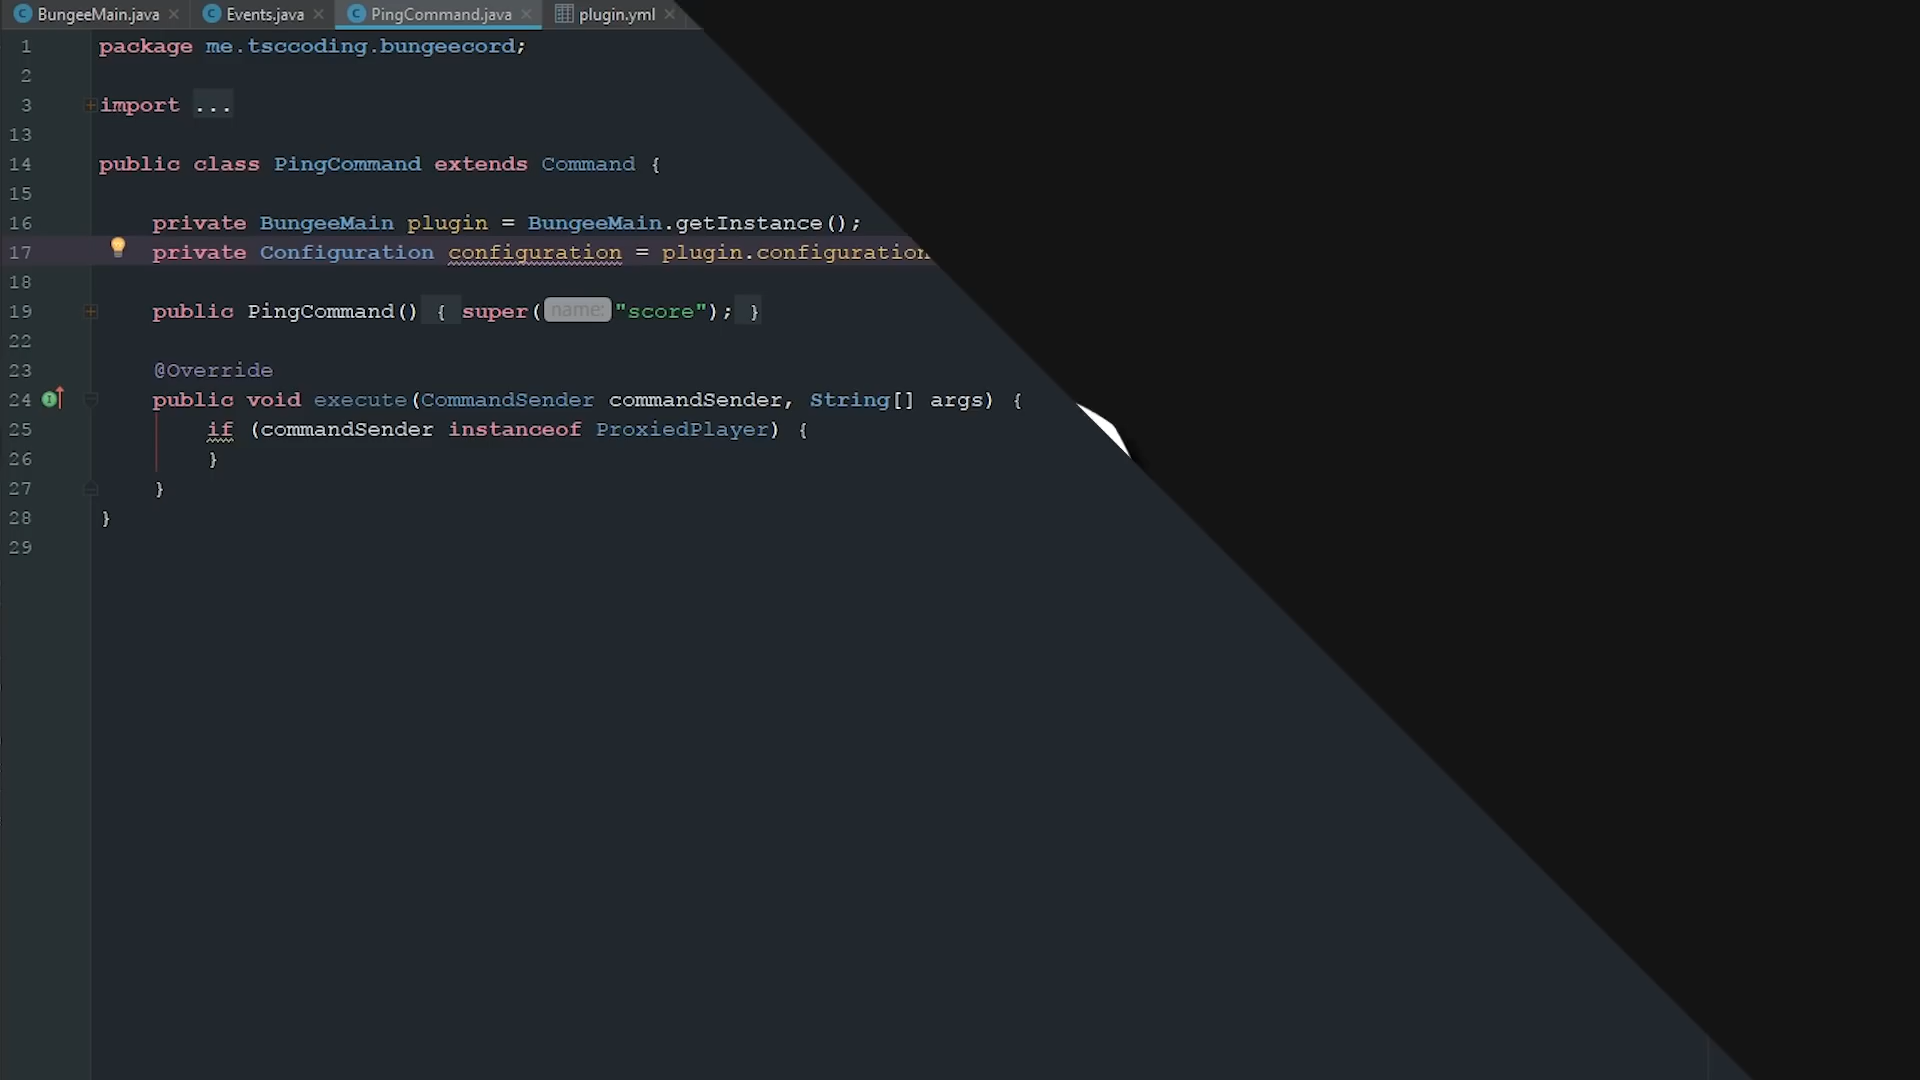 BungeeMain.java Events.java PingCommand.java plugin.yml
1 package me.tsccoding.bungeecord;
2
3 import ...
13
14 public class PingCommand extends Command {
15
16 private BungeeMain plugin = BungeeMain.getInstance();
17 private Configuration configuration = plugin.configuration
18
19 public PingCommand() { super( name: "score"); }
22
23 @Override
24 public void execute(CommandSender commandSender, String[] args) {
25 if (commandSender instanceof ProxiedPlayer) {
26 }
27 }
28 }
29